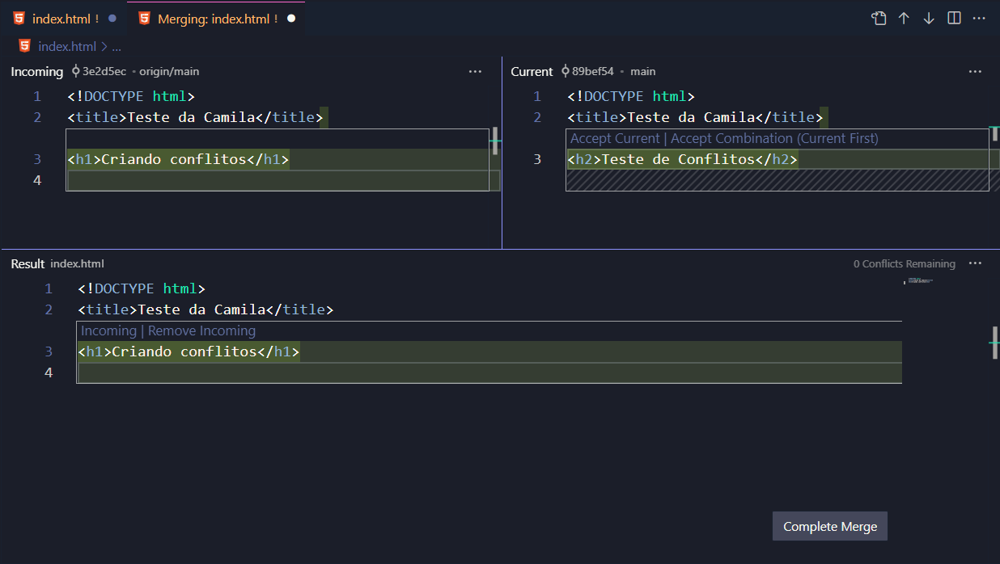 index.html !
Merging: index.html !
index.html > ...
Incoming 3e2d5ec • origin/main ...
1 <!DOCTYPE html>
2 <title>Teste da Camila</title>
3 <h1>Criando conflitos</h1>
4
Current 89bef54 • main ...
1 <!DOCTYPE html>
2 <title>Teste da Camila</title>
Accept Current | Accept Combination (Current First)
3 <h2>Teste de Conflitos</h2>
Result index.html
0 Conflicts Remaining ...
1 <!DOCTYPE html>
2 <title>Teste da Camila</title>
Incoming | Remove Incoming
3 <h1>Criando conflitos</h1>
4
Complete Merge